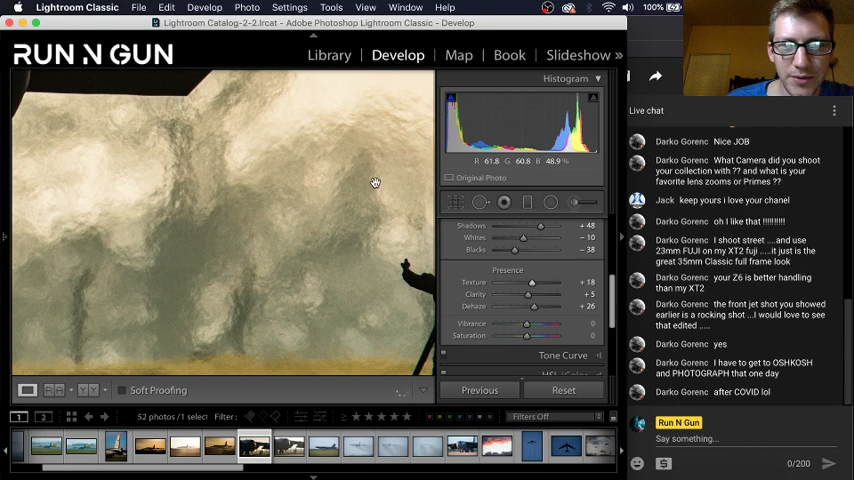 Lightroom Classic File Edit Develop Photo Settings Tools View Window Help 100%
Lightroom Catalog-2-2.lrcat - Adobe Photoshop Lightroom Classic - Develop
RUN N GUN
Library | Develop | Map | Book | Slideshow »
Histogram
R 61.8 G 60.8 B 48.9 %
Original Photo
Shadows + 48
Whites - 10
Blacks - 38
Presence
Texture + 18
Clarity + 5
Dehaze + 26
Vibrance 0
Saturation 0
Tone Curve
Previous Reset
Soft Proofing
1 2 52 photos /1 select Filter : Filters Off
Live chat
Darko Gorenc Nice JOB
Darko Gorenc What Camera did you shoot
your collection with ?? and what is your
favorite lens zooms or Primes ??
Jack keep yours i love your chanel
Darko Gorenc oh I like that !!!!!!!!!!
Darko Gorenc I shoot street ....and use
23mm FUJI on my XT2 fuji .....it just is the
great 35mm Classic full frame look
Darko Gorenc your Z6 is better handling
than my XT2
Darko Gorenc the front jet shot you showed
earlier is a rocking shot ...I would love to see
that edited .....
Darko Gorenc yes
Darko Gorenc I have to get to OSHKOSH
and PHOTOGRAPH that one day
Darko Gorenc after COVID lol
Run N Gun
Say something...
0/200